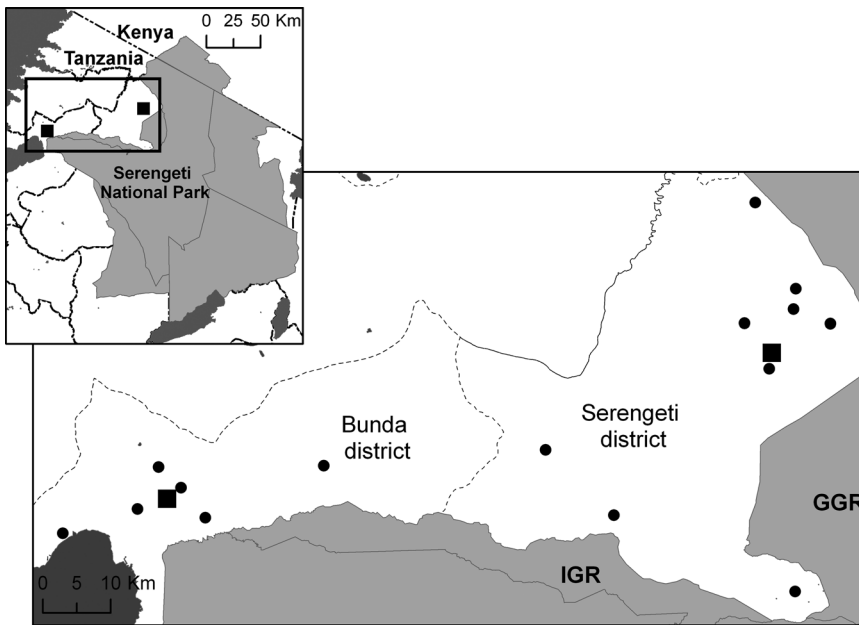 Kenya
0 25 50 Km
Tanzania
Serengeti
National Park
Bunda
district
Serengeti
district
GGR
IGR
0 5 10 Km